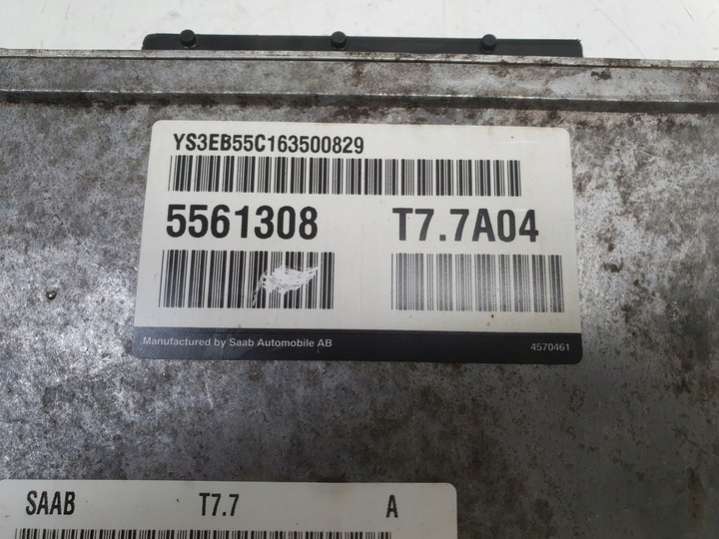 YS3EB55C163500829
5561308 T7.7A04
Manufactured by Saab Automobile AB 4570461
SAAB T7.7 A